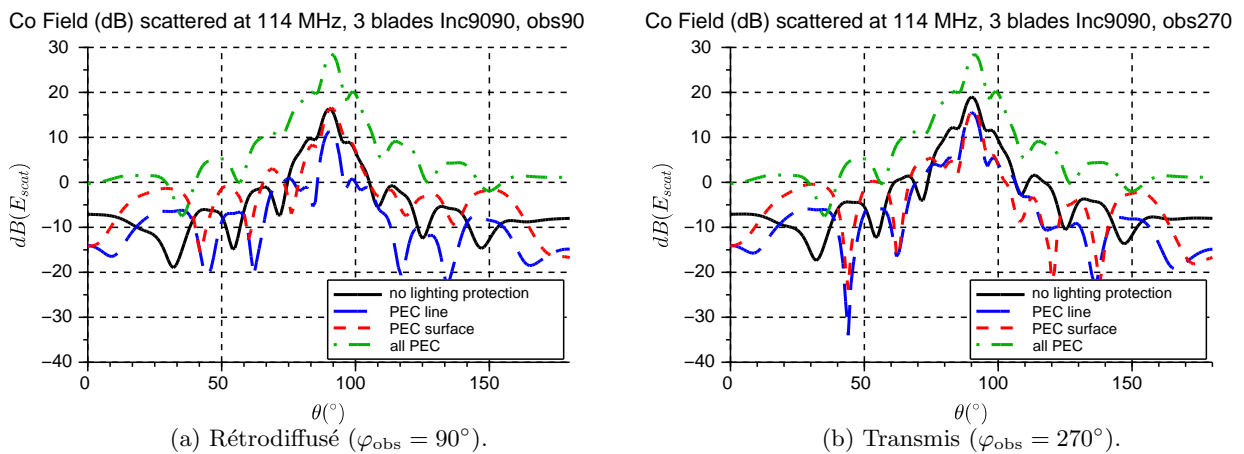 Co Field (dB) scattered at 114 MHz, 3 blades Inc9090, obs90
30
20
10
0
−10
−20
−30
−40
dB(E_scat)
0
50
100
150
θ(°)
no lighting protection
PEC line
PEC surface
all PEC
(a) Rétrodiffusé (φobs = 90°).
Co Field (dB) scattered at 114 MHz, 3 blades Inc9090, obs270
30
20
10
0
−10
−20
−30
−40
dB(E_scat)
0
50
100
150
θ(°)
no lighting protection
PEC line
PEC surface
all PEC
(b) Transmis (φobs = 270°).